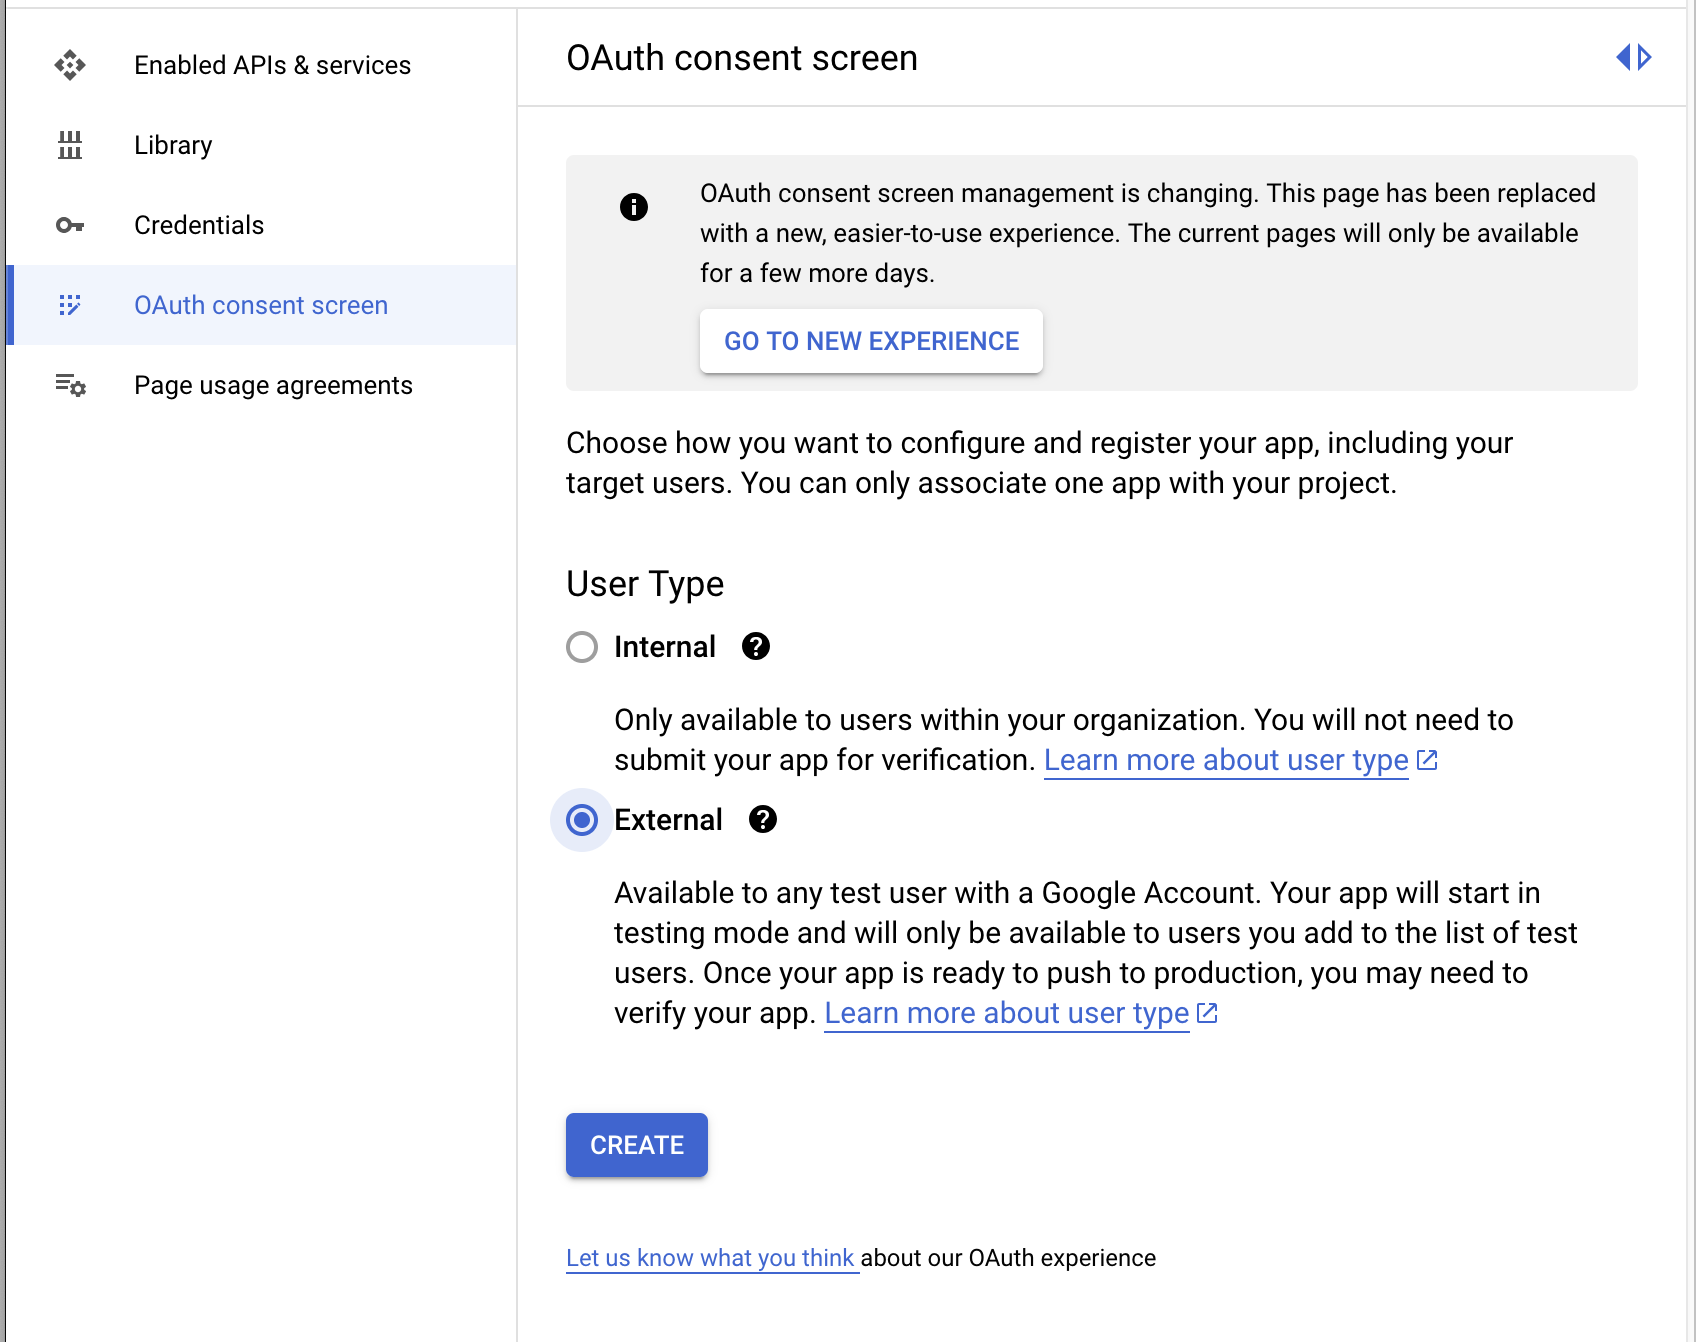 Enabled APIs & services
Library
Credentials
OAuth consent screen
Page usage agreements
OAuth consent screen
OAuth consent screen management is changing. This page has been replaced
with a new, easier-to-use experience. The current pages will only be available
for a few more days.
GO TO NEW EXPERIENCE
Choose how you want to configure and register your app, including your
target users. You can only associate one app with your project.
User Type
Internal
Only available to users within your organization. You will not need to
submit your app for verification. Learn more about user type
External
Available to any test user with a Google Account. Your app will start in
testing mode and will only be available to users you add to the list of test
users. Once your app is ready to push to production, you may need to
verify your app. Learn more about user type
CREATE
Let us know what you think about our OAuth experience